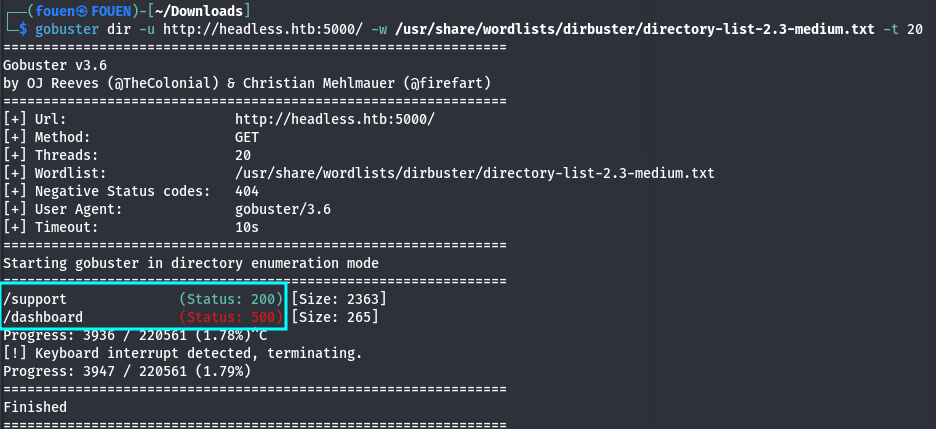 ┌──(fouen㉿FOUEN)-[~/Downloads]
└─$ gobuster dir -u http://headless.htb:5000/ -w /usr/share/wordlists/dirbuster/directory-list-2.3-medium.txt -t 20
===============================================================
Gobuster v3.6
by OJ Reeves (@TheColonial) & Christian Mehlmauer (@firefart)
===============================================================
[+] Url:                     http://headless.htb:5000/
[+] Method:                  GET
[+] Threads:                 20
[+] Wordlist:                /usr/share/wordlists/dirbuster/directory-list-2.3-medium.txt
[+] Negative Status codes:   404
[+] User Agent:              gobuster/3.6
[+] Timeout:                 10s
===============================================================
Starting gobuster in directory enumeration mode
===============================================================
/support              (Status: 200) [Size: 2363]
/dashboard            (Status: 500) [Size: 265]
Progress: 3936 / 220561 (1.78%)^C
[!] Keyboard interrupt detected, terminating.
Progress: 3947 / 220561 (1.79%)
===============================================================
Finished
===============================================================